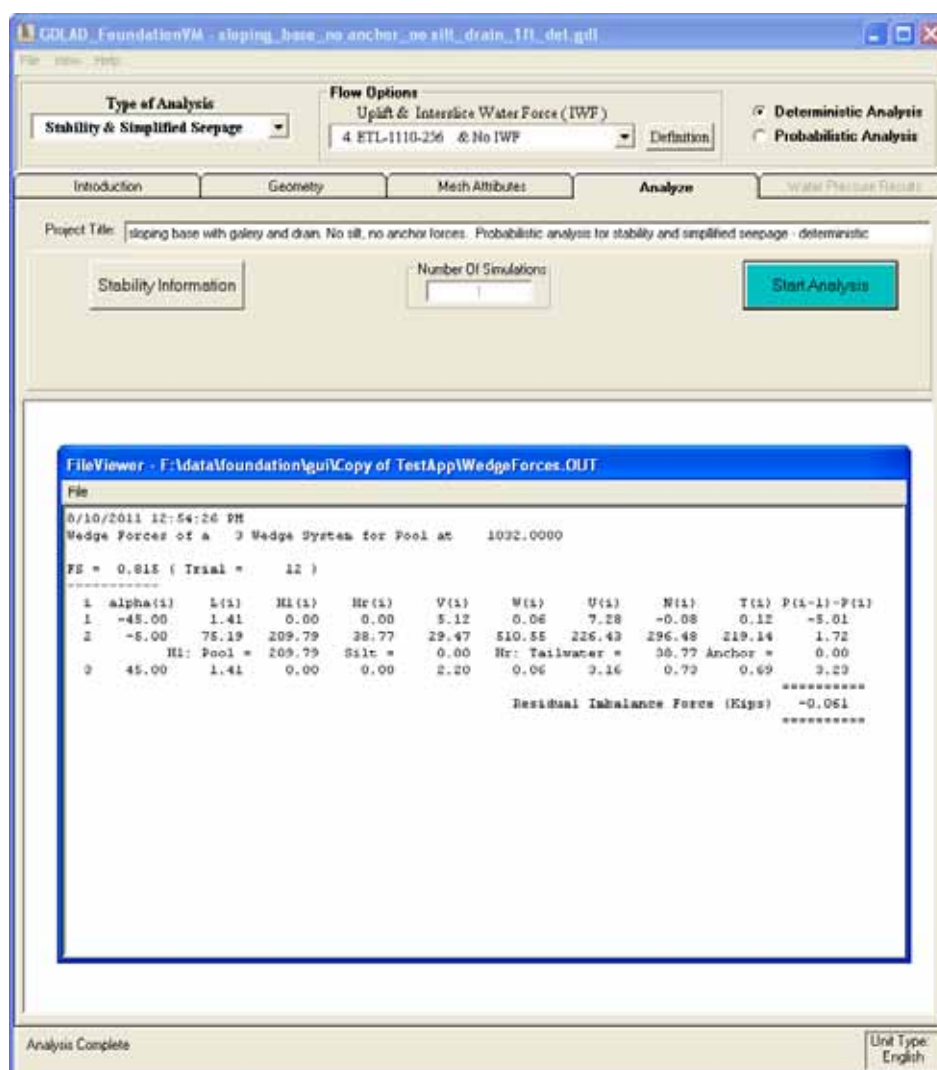 GDLAD_FoundationVM - sloping_base_no anchor_no sill_drain_1ft_det.gdl
File View Help
Type of Analysis
Stability & Simplified Seepage
Flow Options
Uplift & Interslice Water Force ( IWF )
4 ETL-1110-256 & No IWF
Definition
Deterministic Analysis
Probabilistic Analysis
Introduction Geometry Mesh Attributes Analyze Water Pressure Results
Project Title: sloping base with galery and drain. No sill, no anchor forces. Probabilistic analysis for stability and simplified seepage - deterministic
Stability Information
Number Of Simulations
1
Start Analysis
FileViewer - F:\data\foundation\gui\Copy of TestApp\WedgeForces.OUT
File
8/10/2011 12:54:26 PM
Wedge Forces of a 3 Wedge System for Pool at 1032.0000
FS = 0.815 ( Trial = 12 )
-----------
i alpha(i) L(i) Hl(i) Hr(i) V(i) W(i) U(i) N(i) T(i) P(i-1)-P(i)
1 -45.00 1.41 0.00 0.00 5.12 0.06 7.28 -0.08 0.12 -5.01
2 -5.00 75.19 209.79 38.77 29.47 510.55 226.43 296.48 219.14 1.72
Hl: Pool = 209.79 Silt = 0.00 Hr: Tailwater = 38.77 Anchor = 0.00
3 45.00 1.41 0.00 0.00 2.20 0.06 3.16 0.73 0.69 3.23
==========
Residual Imbalance Force (Kips) -0.061
==========
Analysis Complete
Unit Type:
English